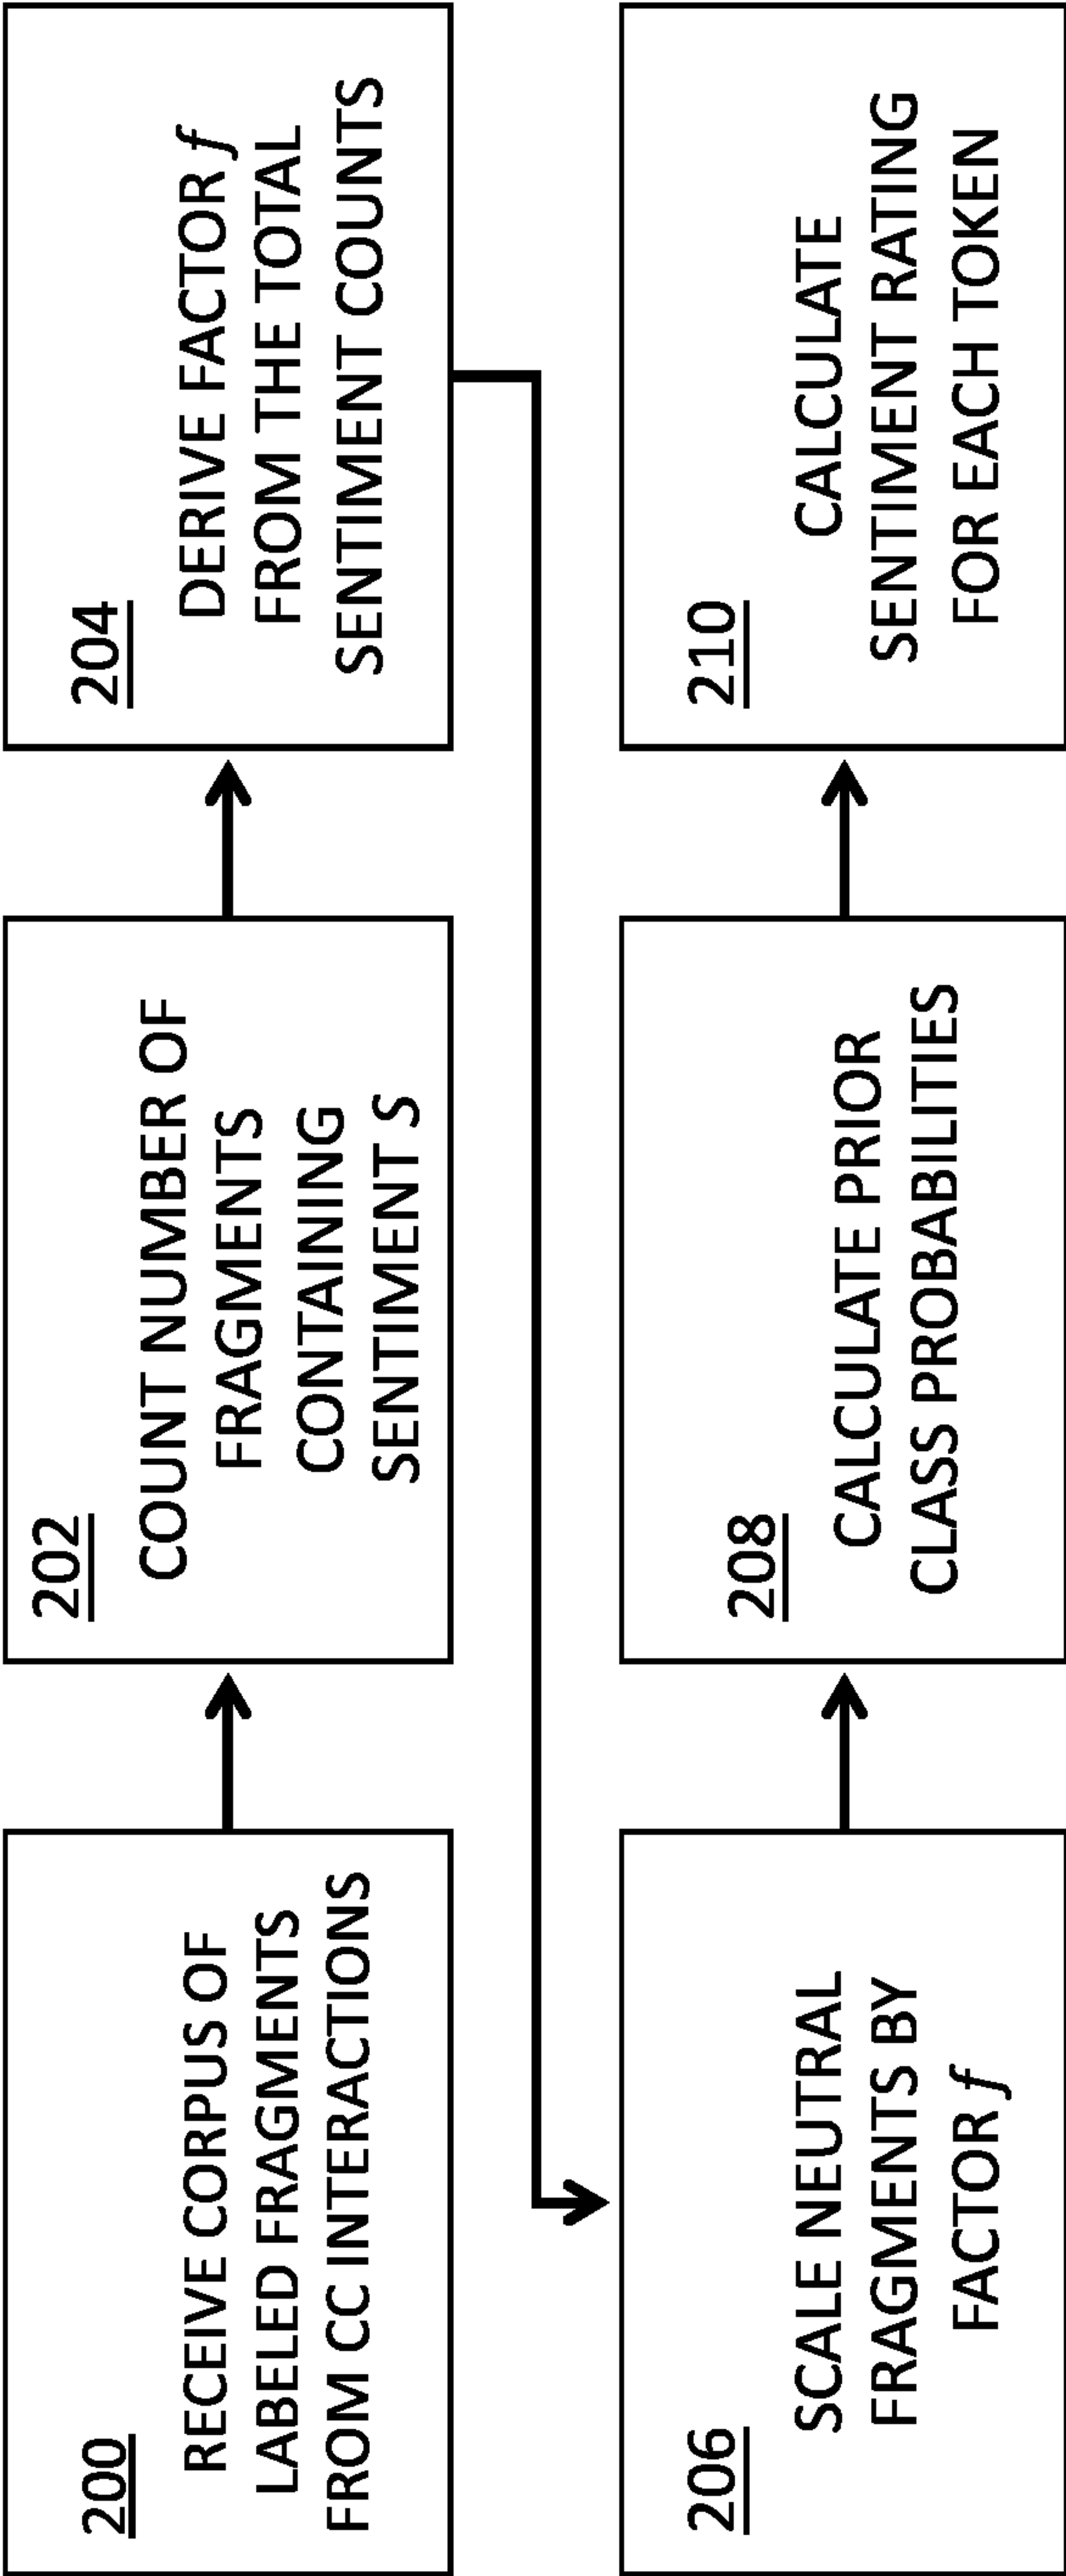 200
RECEIVE CORPUS OF
LABELED FRAGMENTS
FROM CC INTERACTIONS
202
COUNT NUMBER OF
FRAGMENTS
CONTAINING
SENTIMENT S
204
DERIVE FACTOR f
FROM THE TOTAL
SENTIMENT COUNTS
206
SCALE NEUTRAL
FRAGMENTS BY
FACTOR f
208
CALCULATE PRIOR
CLASS PROBABILITIES
210
CALCULATE
SENTIMENT RATING
FOR EACH TOKEN